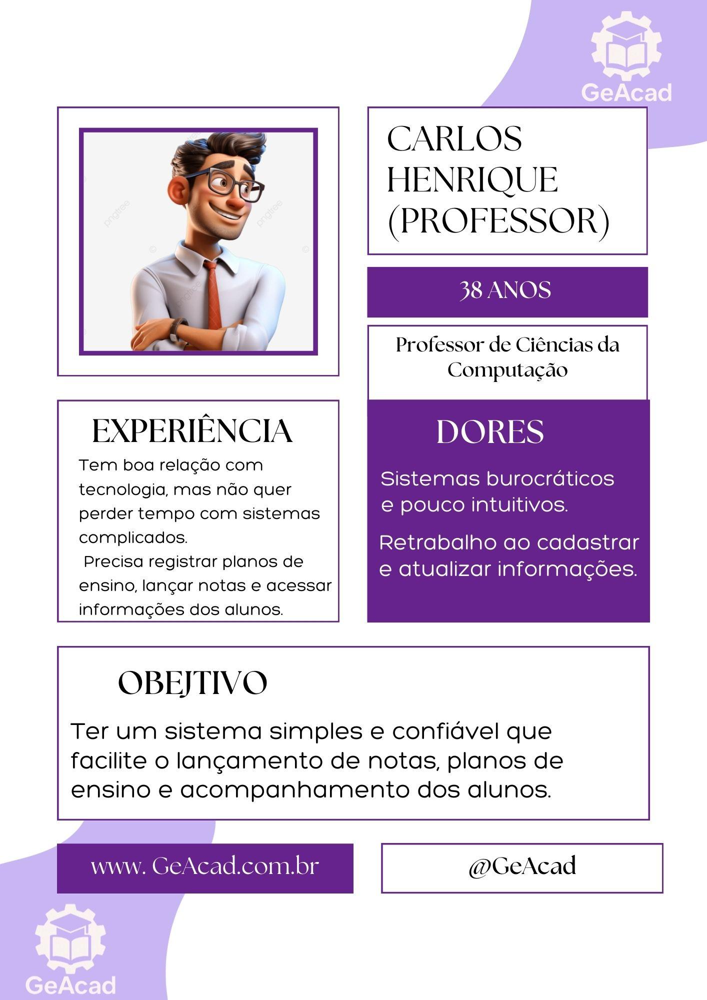 GeAcad
CARLOS
HENRIQUE
(PROFESSOR)
pngtree
pngtree
pngtree
38 ANOS
Professor de Ciências da
Computação
EXPERIÊNCIA
Tem boa relação com
tecnologia, mas não quer
perder tempo com sistemas
complicados.
Precisa registrar planos de
ensino, lançar notas e acessar
informações dos alunos.
DORES
Sistemas burocráticos
e pouco intuitivos.
Retrabalho ao cadastrar
e atualizar informações.
OBEJTIVO
Ter um sistema simples e confiável que
facilite o lançamento de notas, planos de
ensino e acompanhamento dos alunos.
www. GeAcad.com.br
@GeAcad
GeAcad